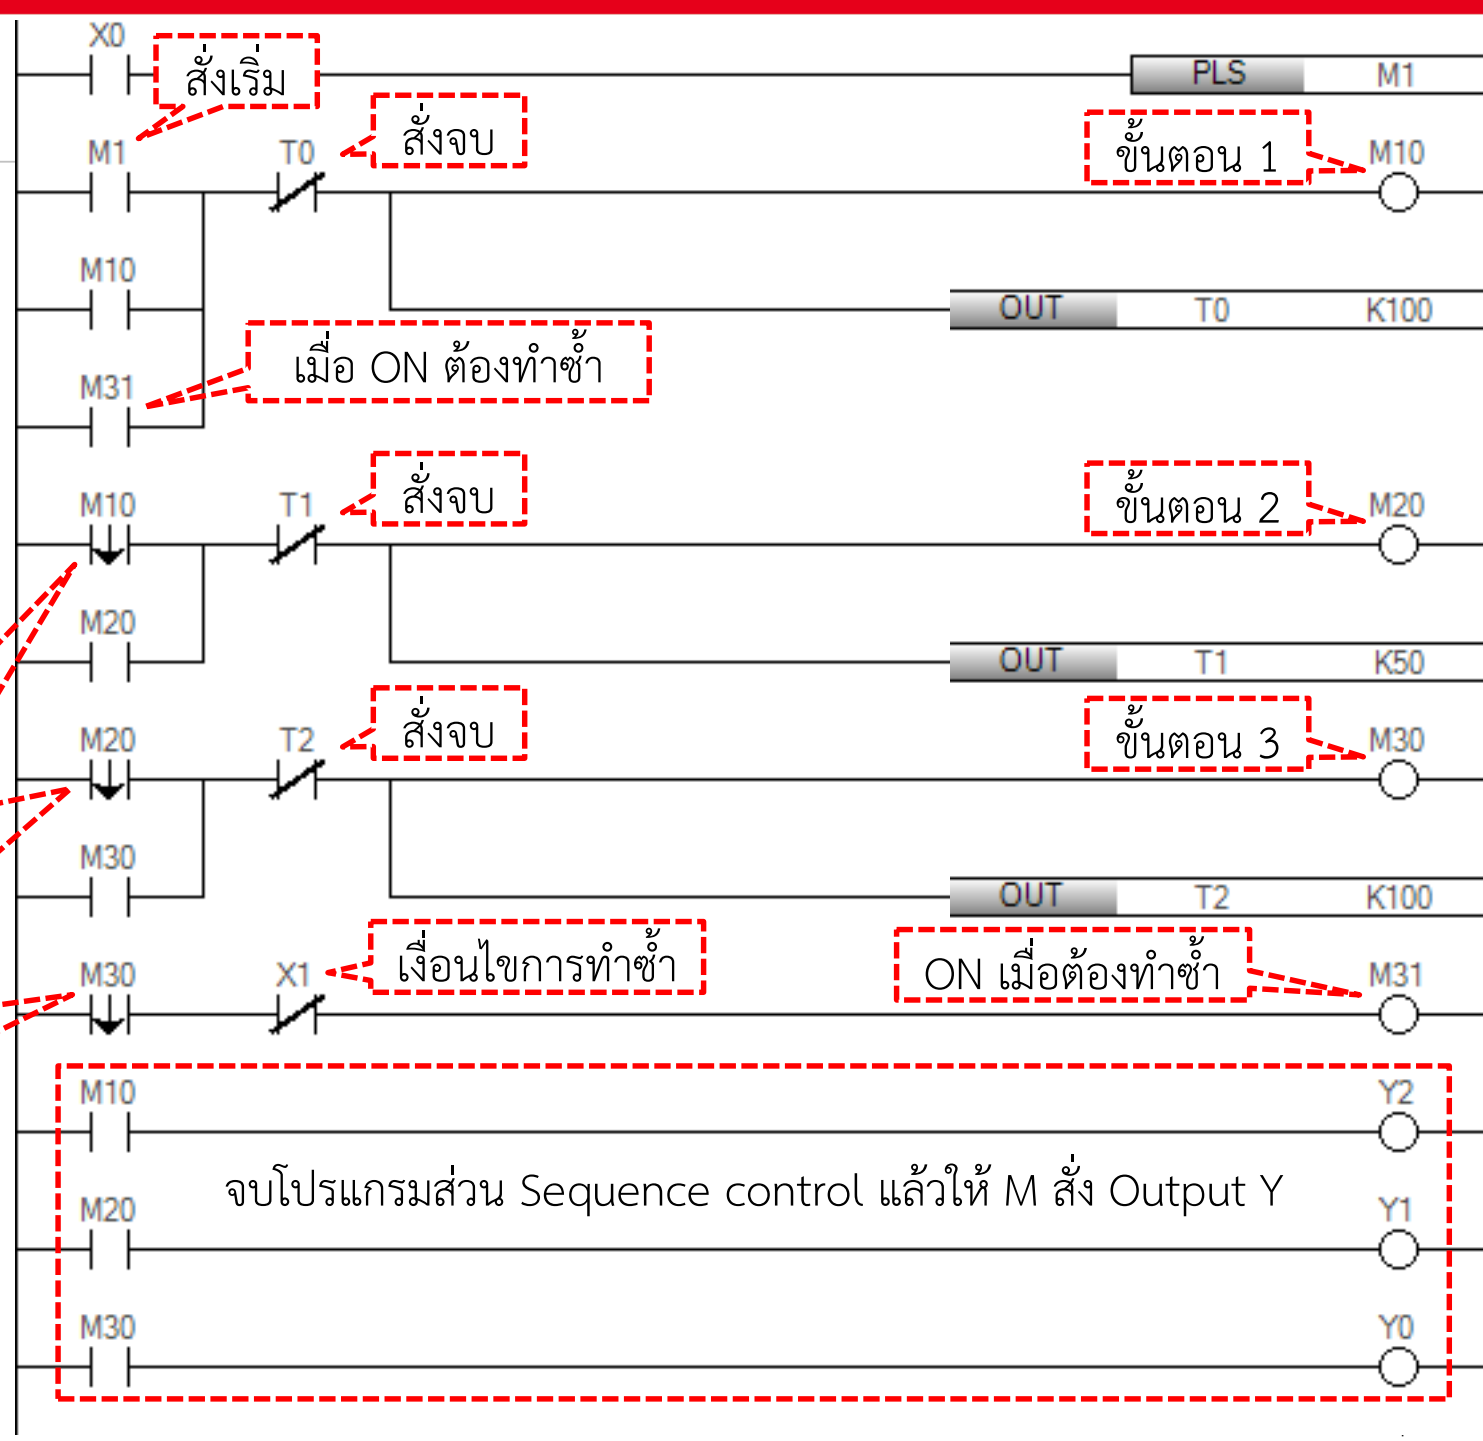 X0
สั่งเริ่ม
PLS M1
M1 T0 สั่งจบ ขั้นตอน 1 M10
M10
OUT T0 K100
เมื่อ ON ต้องทำซ้ำ
M31
M10 T1 สั่งจบ ขั้นตอน 2 M20
M20
OUT T1 K50
M20 T2 สั่งจบ ขั้นตอน 3 M30
M30
OUT T2 K100
M30 X1 เงื่อนไขการทำซ้ำ ON เมื่อต้องทำซ้ำ M31
M10 Y2
จบโปรแกรมส่วน Sequence control แล้วให้ M สั่ง Output Y
M20 Y1
M30 Y0